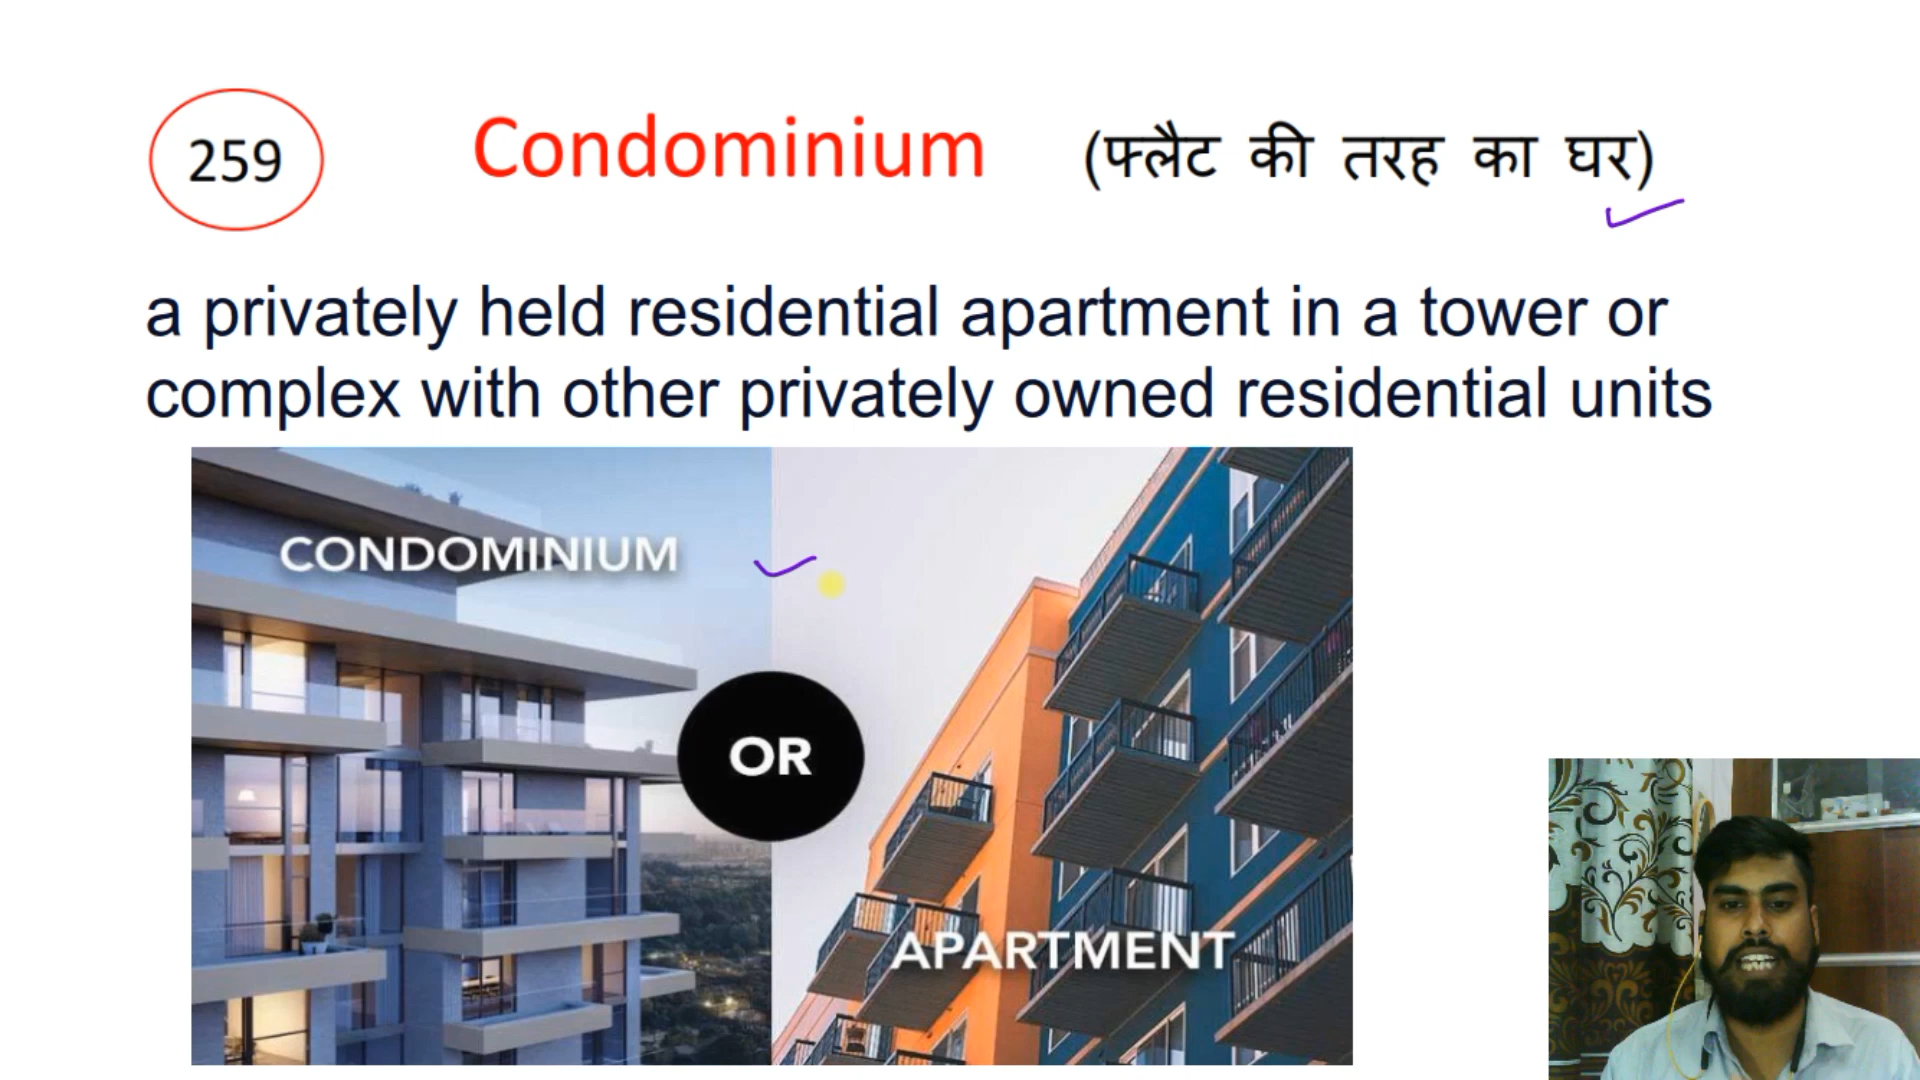 259 Condominium (फ्लैट की तरह का घर)
a privately held residential apartment in a tower or
complex with other privately owned residential units
CONDOMINIUM
OR
APARTMENT